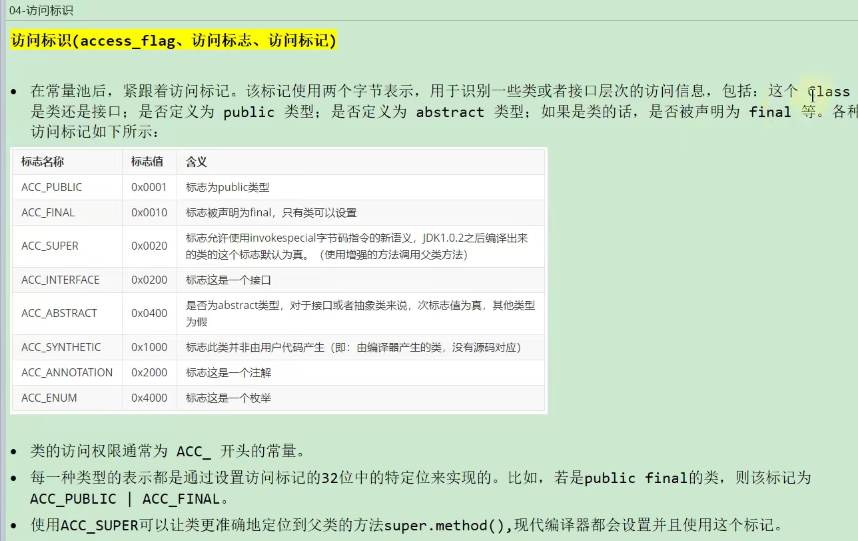 04-访问标识
访问标识(access_flag、访问标志、访问标记)
• 在常量池后，紧跟着访问标记。该标记使用两个字节表示，用于识别一些类或者接口层次的访问信息，包括：这个 Class
是类还是接口；是否定义为 public 类型；是否定义为 abstract 类型；如果是类的话，是否被声明为 final 等。各种
访问标记如下所示：
标志名称 标志值 含义
ACC_PUBLIC 0x0001 标志为public类型
ACC_FINAL 0x0010 标志被声明为final，只有类可以设置
ACC_SUPER 0x0020 标志允许使用invokespecial字节码指令的新语义，JDK1.0.2之后编译出来
的类的这个标志默认为真。（使用增强的方法调用父类方法）
ACC_INTERFACE 0x0200 标志这是一个接口
ACC_ABSTRACT 0x0400 是否为abstract类型，对于接口或者抽象类来说，次标志值为真，其他类型
为假
ACC_SYNTHETIC 0x1000 标志此类并非由用户代码产生（即：由编译器产生的类，没有源码对应）
ACC_ANNOTATION 0x2000 标志这是一个注解
ACC_ENUM 0x4000 标志这是一个枚举
• 类的访问权限通常为 ACC_ 开头的常量。
• 每一种类型的表示都是通过设置访问标记的32位中的特定位来实现的。比如，若是public final的类，则该标记为
ACC_PUBLIC | ACC_FINAL。
• 使用ACC_SUPER可以让类更准确地定位到父类的方法super.method(),现代编译器都会设置并且使用这个标记。